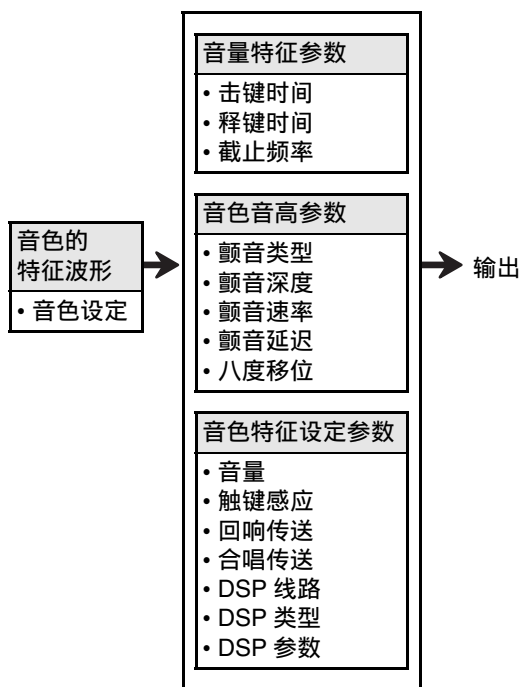 音色的
特征波形
• 音色设定
音量特征参数
• 击键时间
• 释键时间
• 截止频率
音色音高参数
• 颤音类型
• 颤音深度
• 颤音速率
• 颤音延迟
• 八度移位
音色特征设定参数
• 音量
• 触键感应
• 回响传送
• 合唱传送
• DSP 线路
• DSP 类型
• DSP 参数
输出